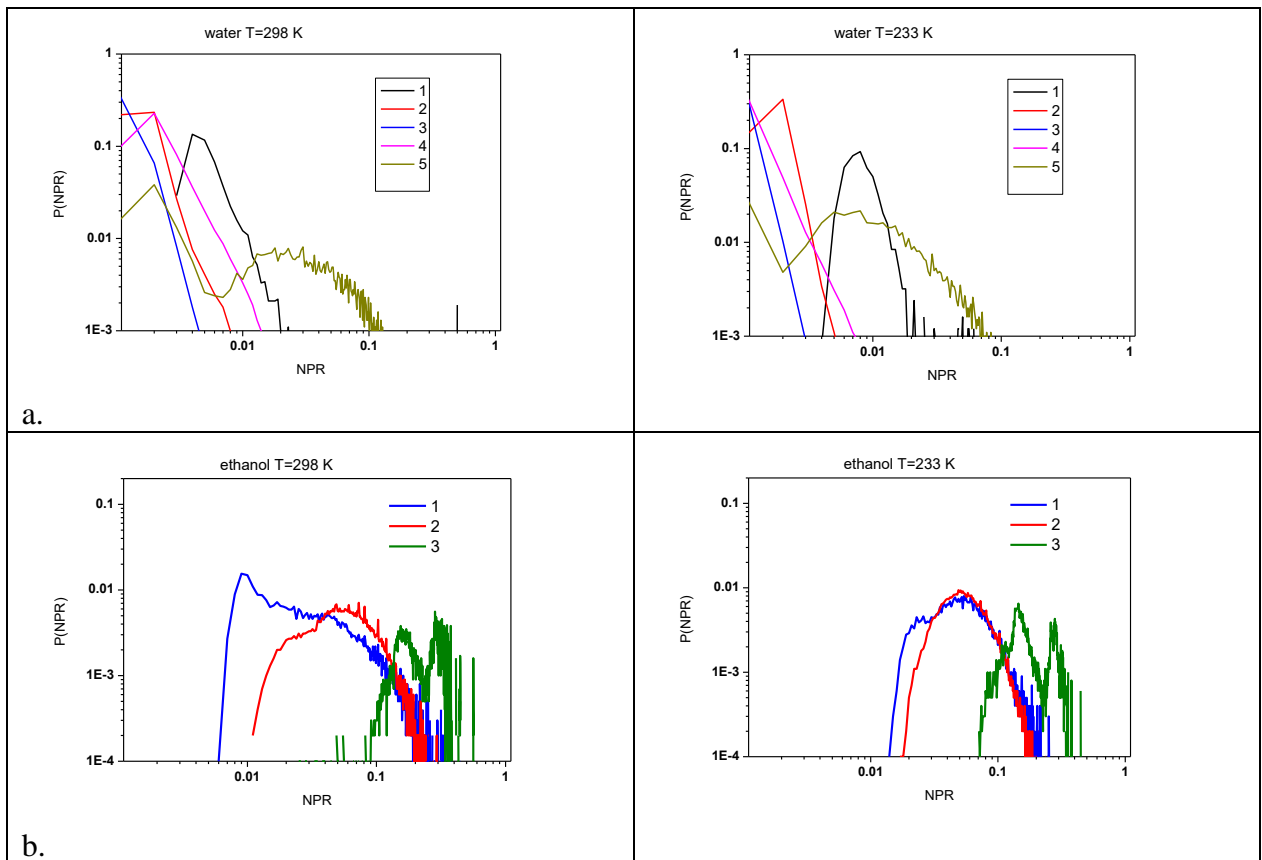 water T=298 K
1
0.1
0.01
1E-3
P(NPR)
1
2
3
4
5
0.01
0.1
1
NPR
a.
water T=233 K
1
0.1
0.01
1E-3
P(NPR)
1
2
3
4
5
0.01
0.1
1
NPR
ethanol T=298 K
0.1
0.01
1E-3
1E-4
P(NPR)
1
2
3
0.01
0.1
1
NPR
b.
ethanol T=233 K
0.1
0.01
1E-3
1E-4
P(NPR)
1
2
3
0.01
0.1
1
NPR